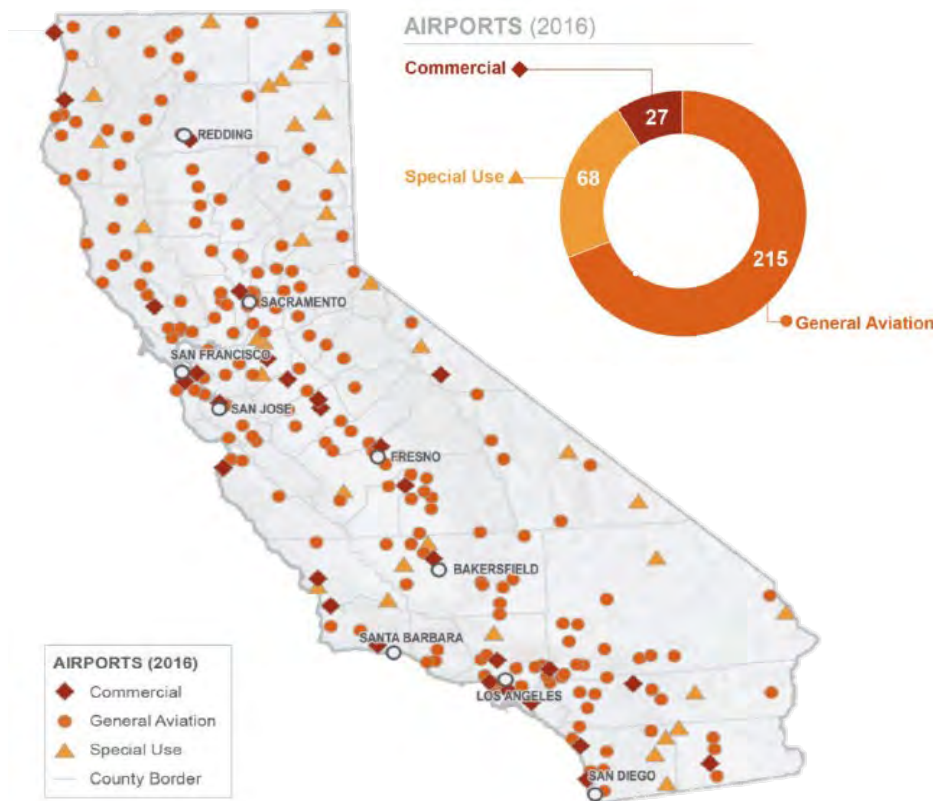 AIRPORTS (2016)
Commercial
27
Special Use
68
215
General Aviation
REDDING
SACRAMENTO
SAN FRANCISCO
SAN JOSE
FRESNO
BAKERSFIELD
SANTA BARBARA
LOS ANGELES
SAN DIEGO
AIRPORTS (2016)
Commercial
General Aviation
Special Use
County Border